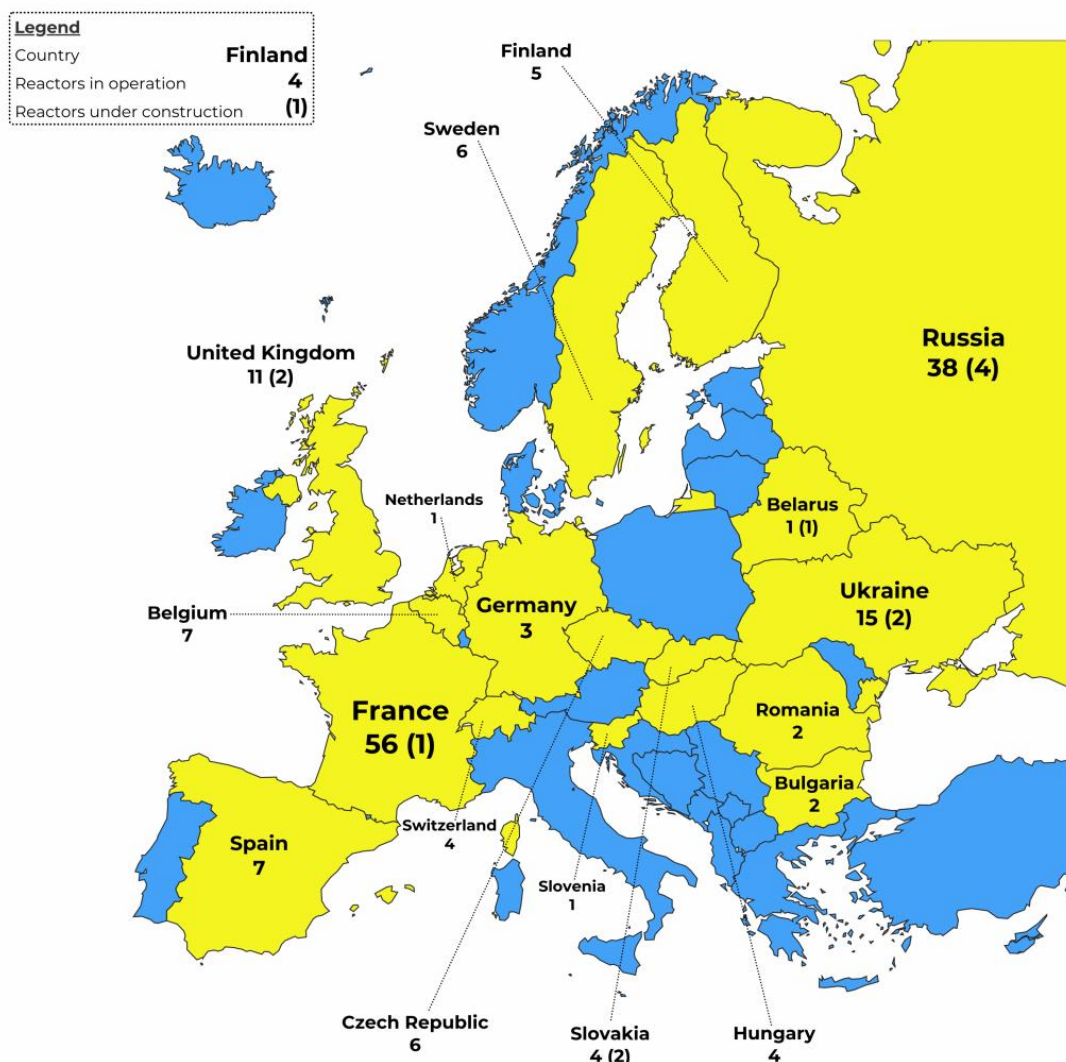 Legend
Country Finland
Reactors in operation 4
Reactors under construction (1)
Finland
5
Sweden
6
United Kingdom
11 (2)
Russia
38 (4)
Netherlands
1
Belarus
1 (1)
Belgium
7
Germany
3
Ukraine
15 (2)
France
56 (1)
Romania
2
Bulgaria
2
Switzerland
4
Spain
7
Slovenia
1
Czech Republic
6
Slovakia
4 (2)
Hungary
4